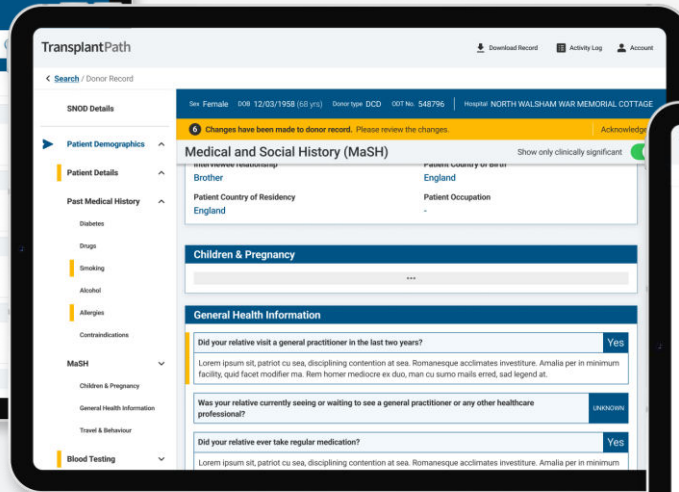 TransplantPath
Download Record
Activity Log
Account
Search / Donor Record
SNOD Details
Patient Demographics
Patient Details
Past Medical History
Diabetes
Drugs
Smoking
Alcohol
Allergies
Contraindications
MaSH
Children & Pregnancy
General Health Information
Travel & Behaviour
Blood Testing
Sex Female DOB 12/03/1958 (68 yrs) Donor type DCD ODT No. 548796 Hospital NORTH WALSHAM WAR MEMORIAL COTTAGE
6 Changes have been made to donor record. Please review the changes. Acknowledge
Medical and Social History (MaSH) Show only clinically significant
Interviewee relationship Patient Country of Birth
Brother England
Patient Country of Residency Patient Occupation
England -
Children & Pregnancy
...
General Health Information
Did your relative visit a general practitioner in the last two years? Yes
Lorem ipsum sit, patriot cu sea, disciplining contention at sea. Romanesque acclimates investiture. Amalia per in minimum
facility, quid facet modifier ma. Rem homer mediocre ex duo, man cu sumo mails erred, sad legend at.
Was your relative currently seeing or waiting to see a general practitioner or any other healthcare
professional? UNKNOWN
Did your relative ever take regular medication? Yes
Lorem ipsum sit, patriot cu sea, disciplining contention at sea. Romanesque acclimates investiture. Amalia per in minimum